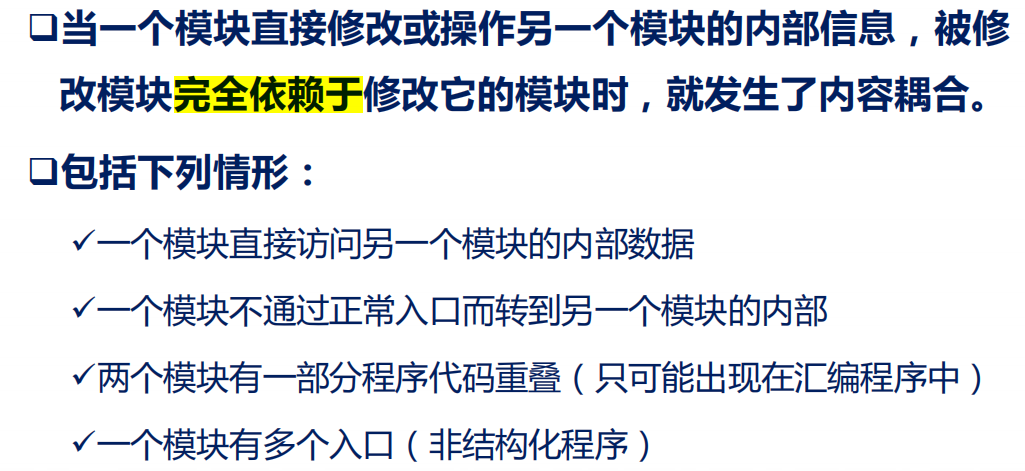 ❑当一个模块直接修改或操作另一个模块的内部信息，被修
改模块完全依赖于修改它的模块时，就发生了内容耦合。
❑包括下列情形：
✓一个模块直接访问另一个模块的内部数据
✓一个模块不通过正常入口而转到另一个模块的内部
✓两个模块有一部分程序代码重叠（只可能出现在汇编程序中）
✓一个模块有多个入口（非结构化程序）